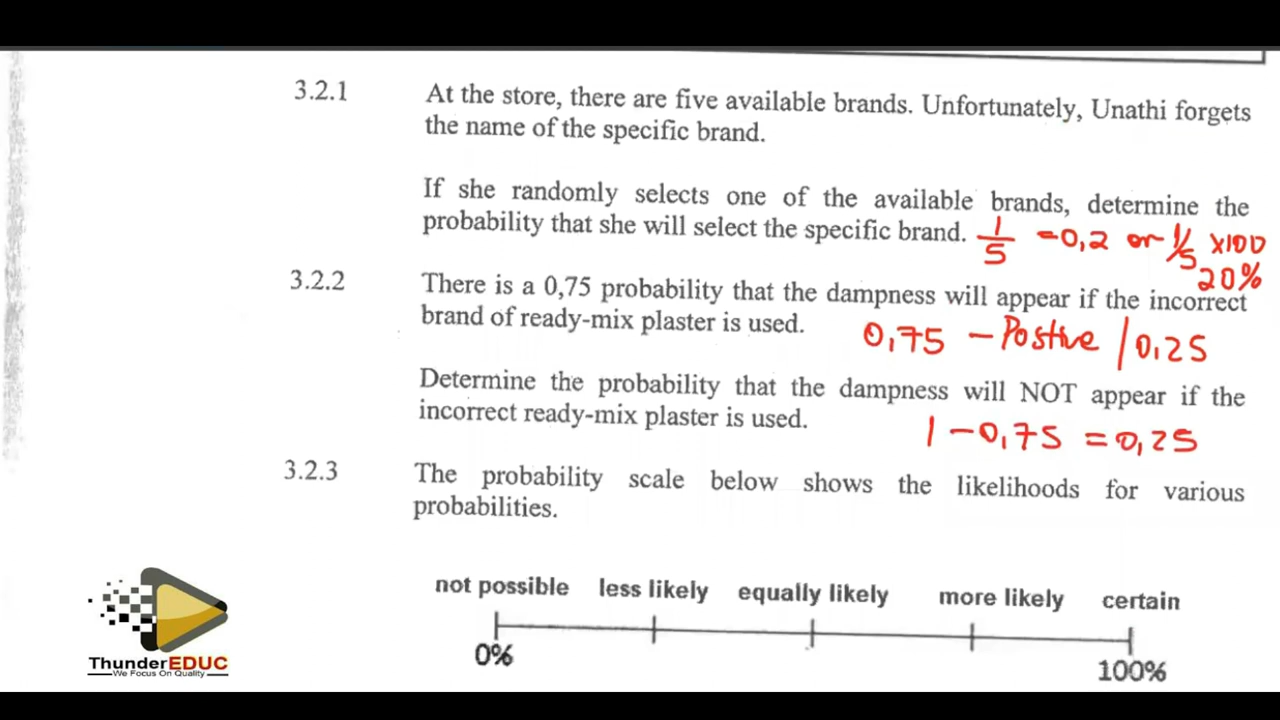 3.2.1 At the store, there are five available brands. Unfortunately, Unathi forgets
the name of the specific brand.
If she randomly selects one of the available brands, determine the
probability that she will select the specific brand. 1/5 =0,2 or 1/5 x100
20%
3.2.2 There is a 0,75 probability that the dampness will appear if the incorrect
brand of ready-mix plaster is used. 0,75 – Postive / 0,25
Determine the probability that the dampness will NOT appear if the
incorrect ready-mix plaster is used. 1 – 0,75 = 0,25
3.2.3 The probability scale below shows the likelihoods for various
probabilities.
not possible less likely equally likely more likely certain
0% 100%
ThunderEDUC
We Focus On Quality